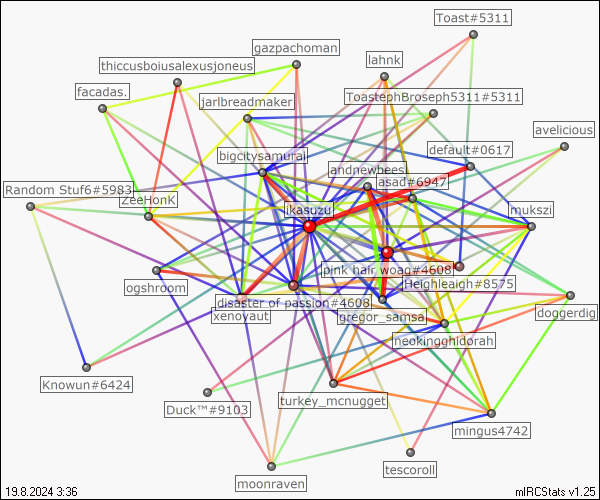 Toast#5311
gazpachoman
lahnk
thiccusboiusalexusjoneus
facadas.
jarlbreadmaker
ToastephBroseph5311#5311
avelicious
default#0617
bigcitysamurai
andnewbees
asad#6947
Random Stuf6#5983
ZeeHonk
ikasuzu
mukszi
pink hair woag#4608
ogshroom
Heighleaigh#8575
disaster of passion#4608
xenovaut
gregor_samsa
doggerdig
neokingghidorah
Knowun#6424
turkey_mcnugget
Duck™#9103
mingus4742
tescoroll
moonraven
19.8.2024 3:36
mIRCStats v1.25